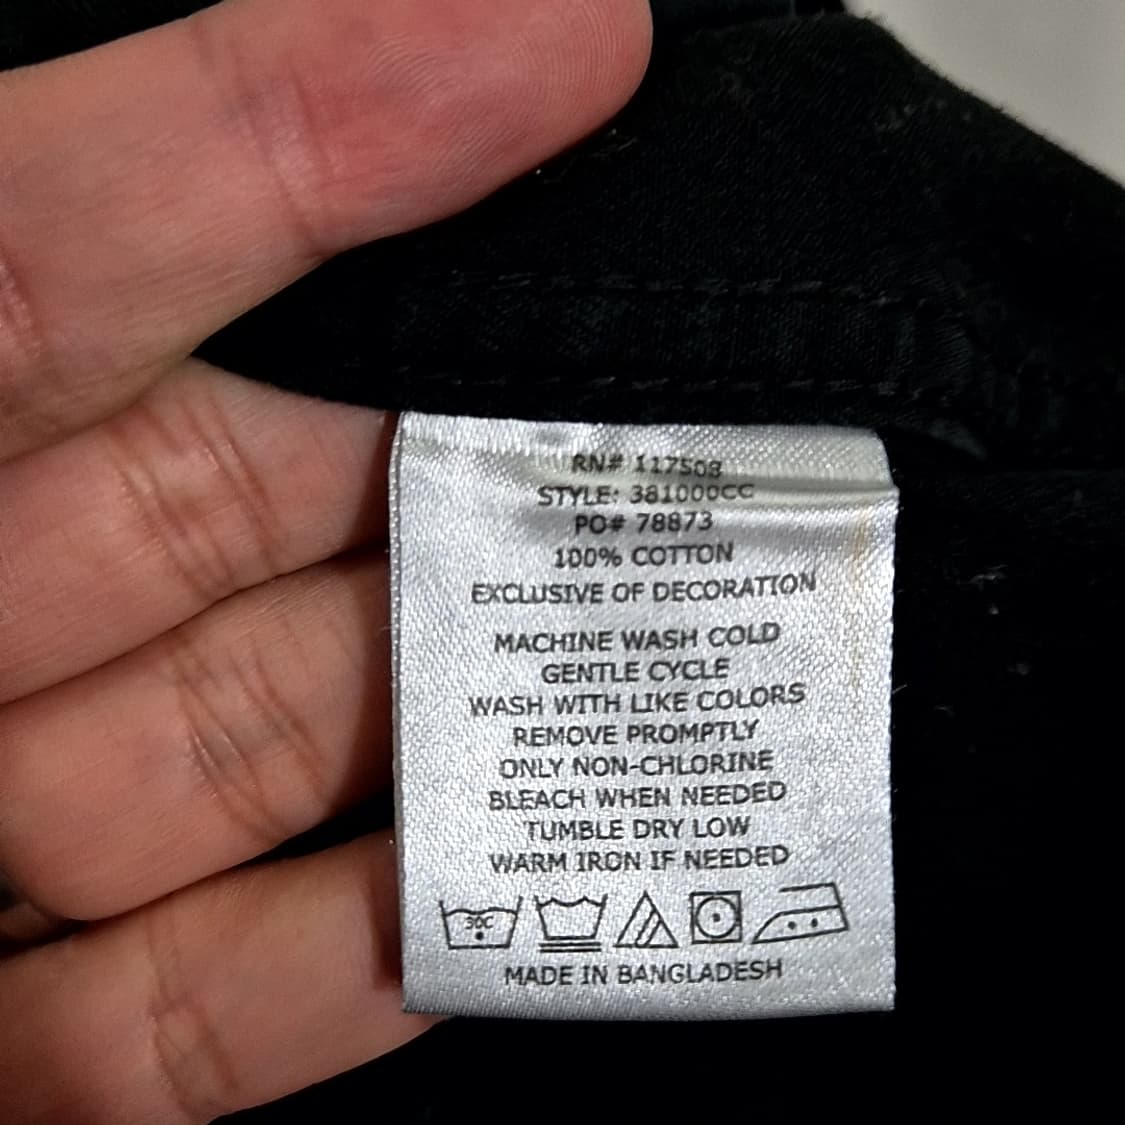 RN# 117508
STYLE: 381000CC
PO# 78873
100% COTTON
EXCLUSIVE OF DECORATION
MACHINE WASH COLD
GENTLE CYCLE
WASH WITH LIKE COLORS
REMOVE PROMPTLY
ONLY NON-CHLORINE
BLEACH WHEN NEEDED
TUMBLE DRY LOW
WARM IRON IF NEEDED
30C
MADE IN BANGLADESH